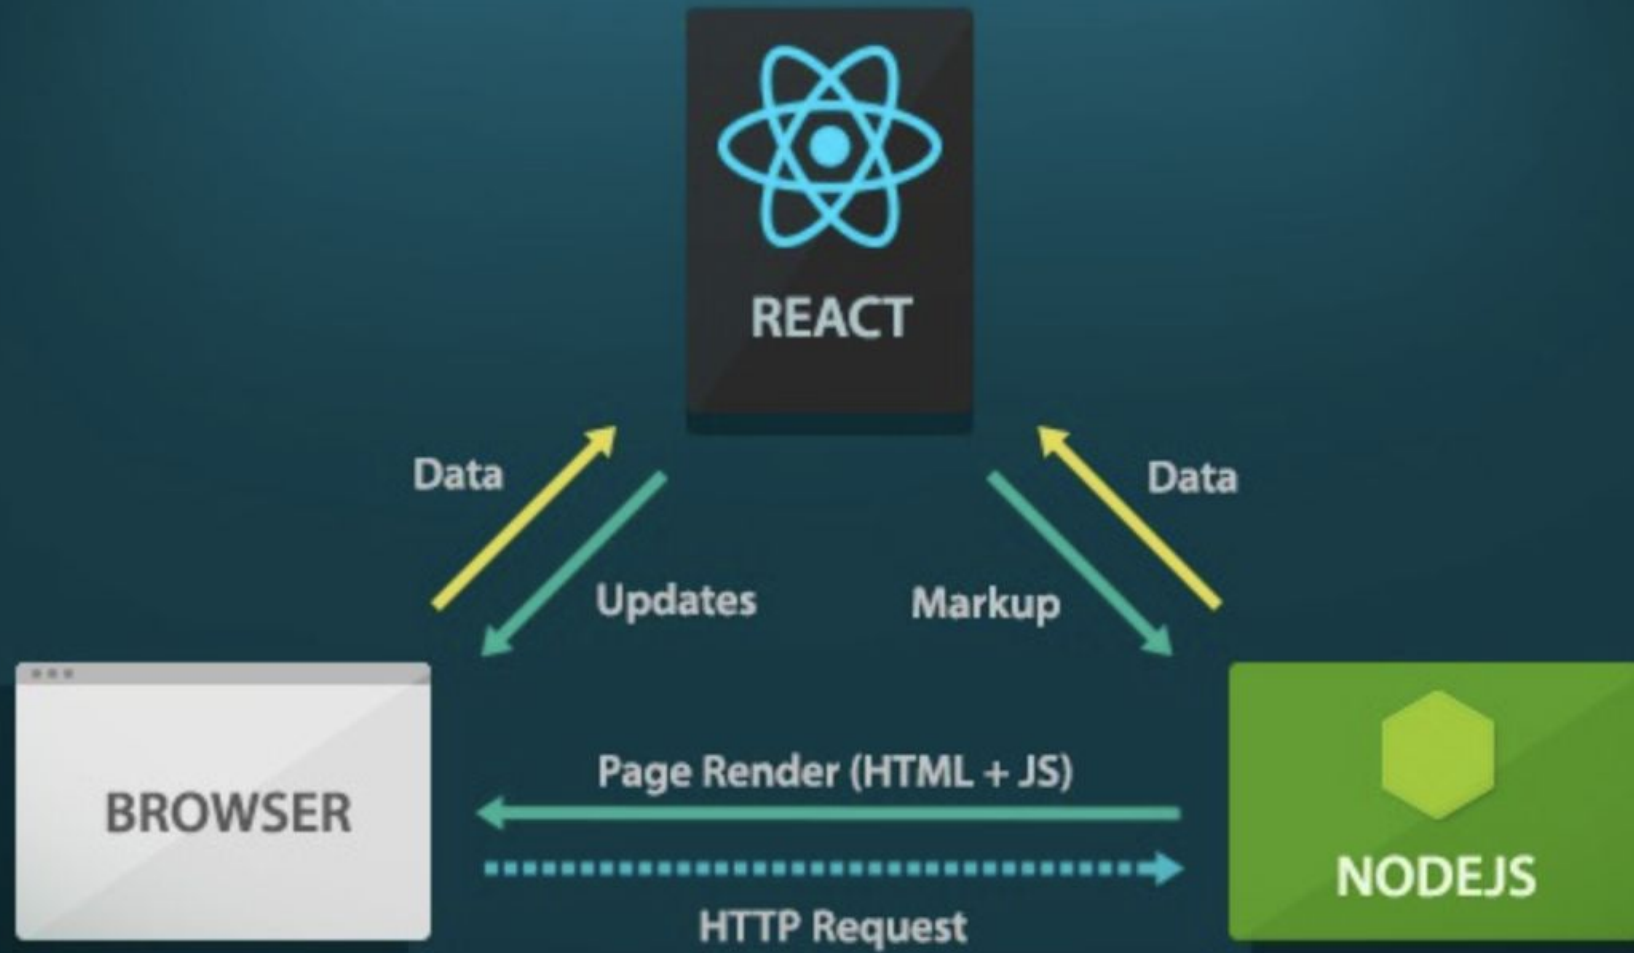 REACT
Data
Data
Updates
Markup
Page Render (HTML + JS)
BROWSER
NODEJS
HTTP Request